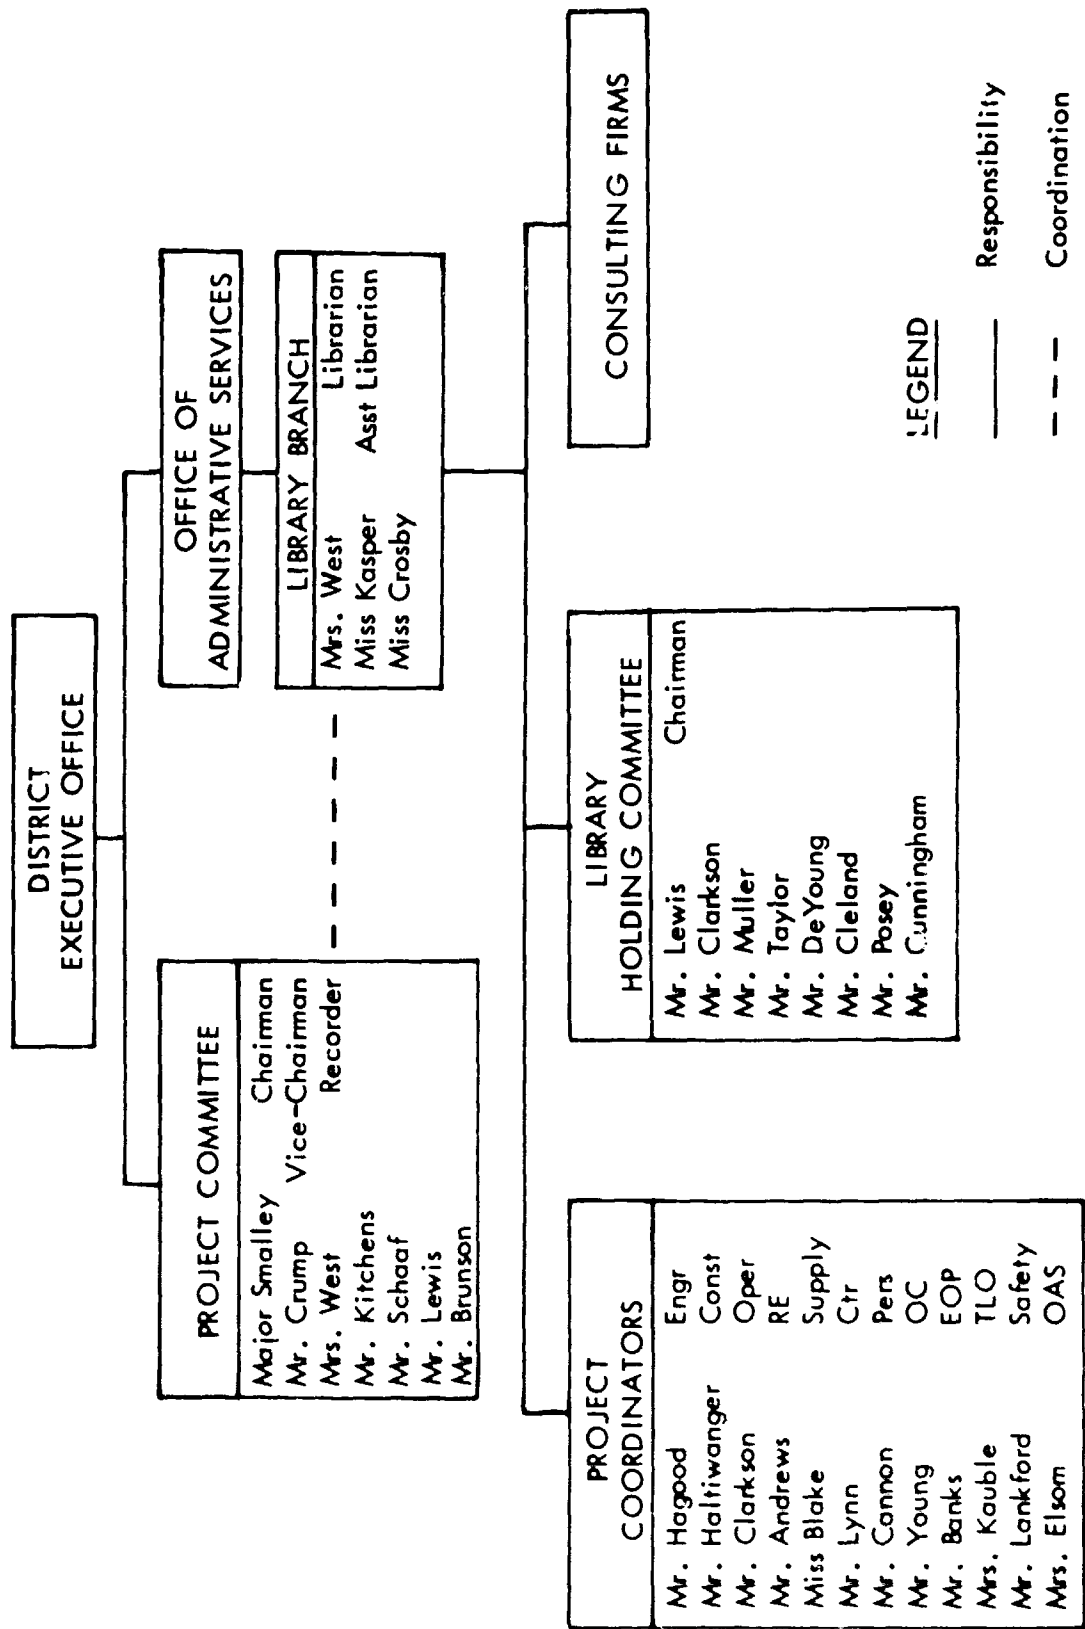 DISTRICT
EXECUTIVE OFFICE
PROJECT COMMITTEE
Major Smalley Chairman
Mr. Crump Vice-Chairman
Mrs. West Recorder
Mr. Kitchens
Mr. Schaaf
Mr. Lewis
Mr. Brunson
OFFICE OF
ADMINISTRATIVE SERVICES
LIBRARY BRANCH
Mrs. West Librarian
Miss Kasper Asst Librarian
Miss Crosby
PROJECT
COORDINATORS
Mr. Hagood Engr
Mr. Haltiwanger Const
Mr. Clarkson Oper
Mr. Andrews RE
Miss Blake Supply
Mr. Lynn Ctr
Mr. Cannon Pers
Mr. Young OC
Mr. Banks EOP
Mrs. Kauble TLO
Mr. Lankford Safety
Mrs. Elsom OAS
LIBRARY
HOLDING COMMITTEE
Mr. Lewis Chairman
Mr. Clarkson
Mr. Muller
Mr. Taylor
Mr. DeYoung
Mr. Cleland
Mr. Posey
Mr. Cunningham
CONSULTING FIRMS
LEGEND
Responsibility
Coordination